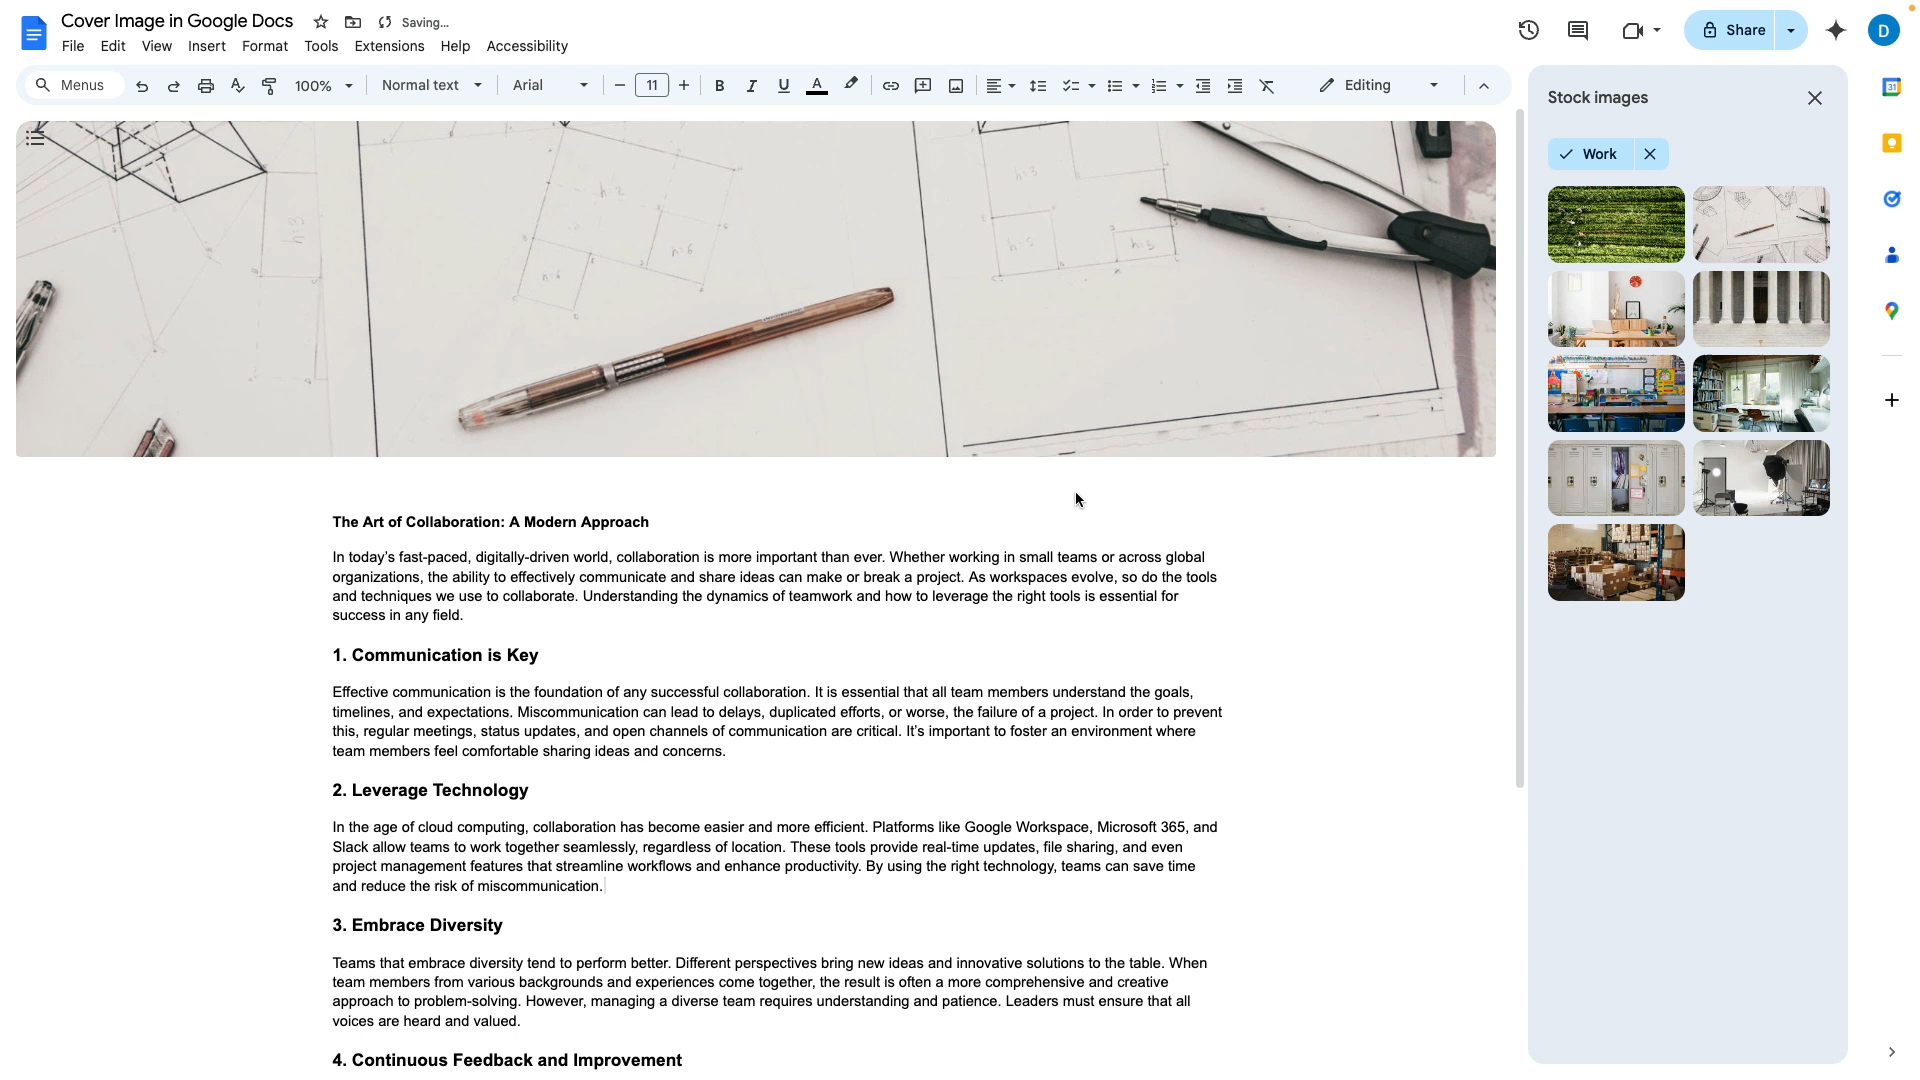 Cover Image in Google Docs
Saving...
File Edit View Insert Format Tools Extensions Help Accessibility
Share
D
Menus
100%
Normal text
Arial
11
B
I
U
A
Editing
31
Stock images
Work
h=2
h=6
h=6
h=3
h=5
h=3
The Art of Collaboration: A Modern Approach
In today's fast-paced, digitally-driven world, collaboration is more important than ever. Whether working in small teams or across global
organizations, the ability to effectively communicate and share ideas can make or break a project. As workspaces evolve, so do the tools
and techniques we use to collaborate. Understanding the dynamics of teamwork and how to leverage the right tools is essential for
success in any field.
1. Communication is Key
Effective communication is the foundation of any successful collaboration. It is essential that all team members understand the goals,
timelines, and expectations. Miscommunication can lead to delays, duplicated efforts, or worse, the failure of a project. In order to prevent
this, regular meetings, status updates, and open channels of communication are critical. It's important to foster an environment where
team members feel comfortable sharing ideas and concerns.
2. Leverage Technology
In the age of cloud computing, collaboration has become easier and more efficient. Platforms like Google Workspace, Microsoft 365, and
Slack allow teams to work together seamlessly, regardless of location. These tools provide real-time updates, file sharing, and even
project management features that streamline workflows and enhance productivity. By using the right technology, teams can save time
and reduce the risk of miscommunication.
3. Embrace Diversity
Teams that embrace diversity tend to perform better. Different perspectives bring new ideas and innovative solutions to the table. When
team members from various backgrounds and experiences come together, the result is often a more comprehensive and creative
approach to problem-solving. However, managing a diverse team requires understanding and patience. Leaders must ensure that all
voices are heard and valued.
4. Continuous Feedback and Improvement